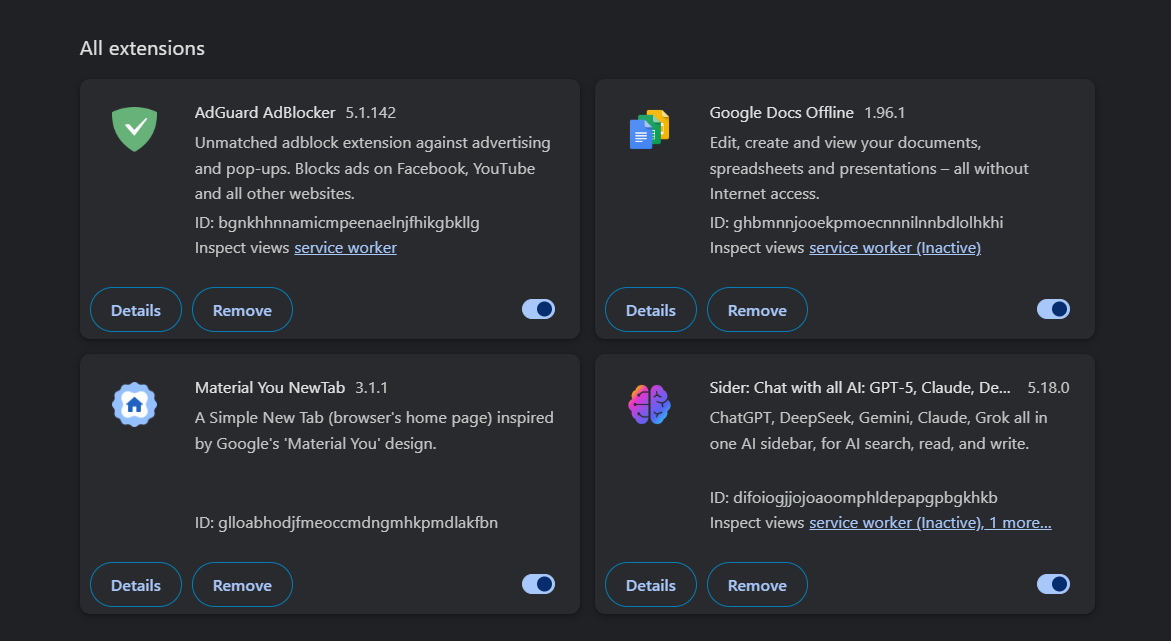 All extensions
AdGuard AdBlocker 5.1.142
Unmatched adblock extension against advertising
and pop-ups. Blocks ads on Facebook, YouTube
and all other websites.
ID: bgnkhhnnamicmpeenaelnjfhikgbkllg
Inspect views service worker
Details
Remove
Google Docs Offline 1.96.1
Edit, create and view your documents,
spreadsheets and presentations – all without
Internet access.
ID: ghbmnnjooekpmoecnnnilnnbdlolhkhi
Inspect views service worker (Inactive)
Details
Remove
Material You NewTab 3.1.1
A Simple New Tab (browser's home page) inspired
by Google's 'Material You' design.
ID: glloabhodjfmeoccmdngmhkpmdlakfbn
Details
Remove
Sider: Chat with all AI: GPT-5, Claude, De... 5.18.0
ChatGPT, DeepSeek, Gemini, Claude, Grok all in
one AI sidebar, for AI search, read, and write.
ID: difoiogjjojoaoomphldepapgpbgkhkb
Inspect views service worker (Inactive), 1 more...
Details
Remove